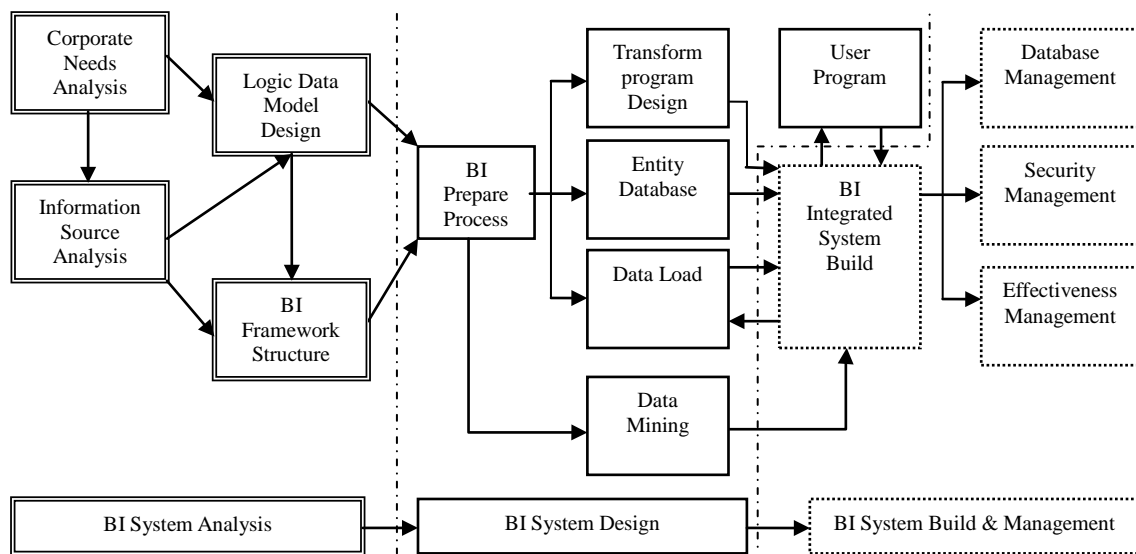 Corporate
Needs
Analysis
Information
Source
Analysis
Logic Data
Model
Design
BI
Framework
Structure
BI
Prepare
Process
Transform
program
Design
Entity
Database
Data Load
Data
Mining
User
Program
BI
Integrated
System
Build
Database
Management
Security
Management
Effectiveness
Management
BI System Analysis
BI System Design
BI System Build & Management